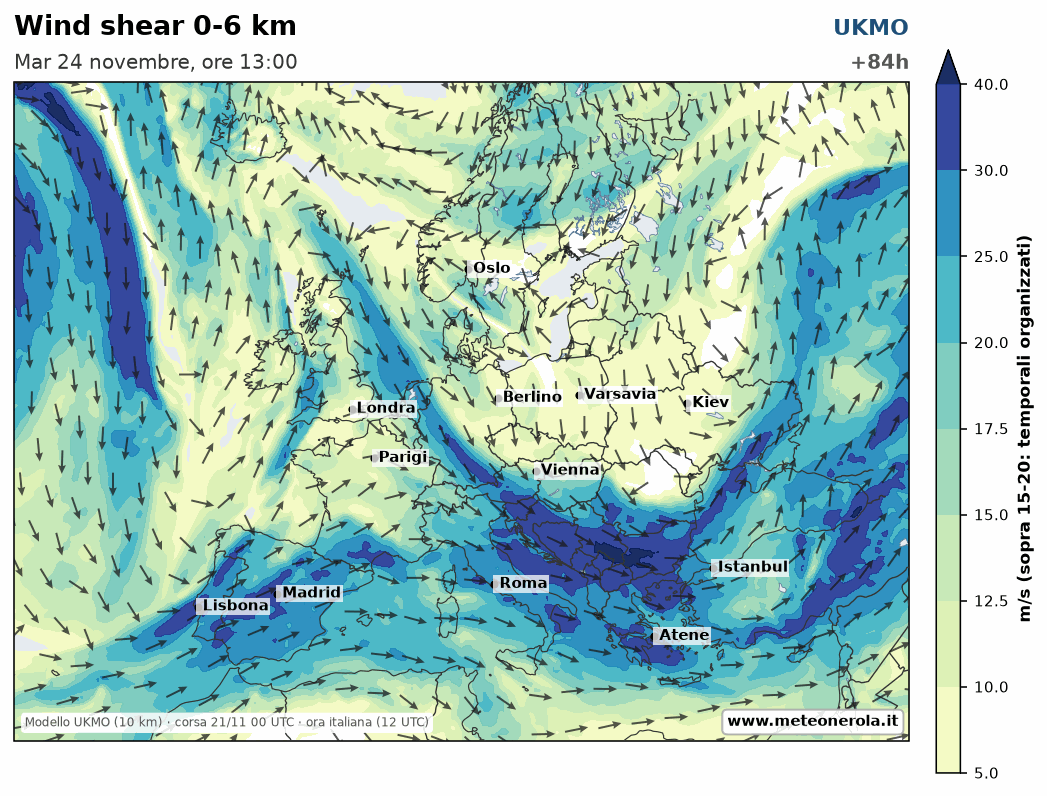 Wind shear 0-6 km
UKMO
Mar 24 novembre, ore 13:00
+84h
40.0
30.0
25.0
20.0
17.5
15.0
12.5
10.0
5.0
m/s (sopra 15-20: temporali organizzati)
Oslo
Berlino
Varsavia
Kiev
Londra
Parigi
Vienna
Istanbul
Roma
Madrid
Lisbona
Atene
Modello UKMO (10 km) · corsa 21/11 00 UTC · ora italiana (12 UTC)
www.meteonerola.it